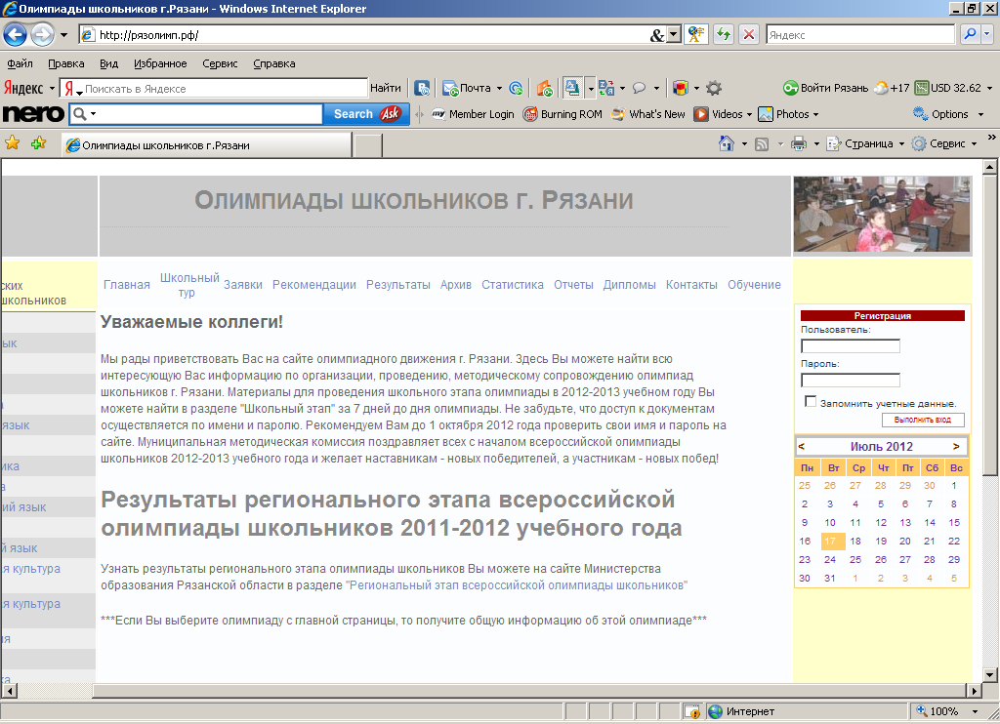 Олимпиады школьников г.Рязани - Windows Internet Explorer
http://рязолимп.рф/
Яндекс
Файл Правка Вид Избранное Сервис Справка
Яндекс Я Поискать в Яндексе Найти Почта Войти Рязань +17 USD 32.62
nero Search Ask my Member Login Burning ROM What's New Videos Photos Options
Олимпиады школьников г.Рязани Страница Сервис
Олимпиады школьников г. Рязани
ских
школьников
ык
а
язык
ика
а
ий язык
й язык
я культура
я культура
ия
ка
Главная Школьный тур Заявки Рекомендации Результаты Архив Статистика Отчеты Дипломы Контакты Обучение
Уважаемые коллеги!
Мы рады приветствовать Вас на сайте олимпиадного движения г. Рязани. Здесь Вы можете найти всю
интересующую Вас информацию по организации, проведению, методическому сопровождению олимпиад
школьников г. Рязани. Материалы для проведения школьного этапа олимпиады в 2012-2013 учебном году Вы
можете найти в разделе "Школьный этап" за 7 дней до дня олимпиады. Не забудьте, что доступ к документам
осуществляется по имени и паролю. Рекомендуем Вам до 1 октября 2012 года проверить свои имя и пароль на
сайте. Муниципальная методическая комиссия поздравляет всех с началом всероссийской олимпиады
школьников 2012-2013 учебного года и желает наставникам - новых победителей, а участникам - новых побед!
Результаты регионального этапа всероссийской
олимпиады школьников 2011-2012 учебного года
Узнать результаты регионального этапа олимпиады школьников Вы можете на сайте Министерства
образования Рязанской области в разделе "Региональный этап всероссийской олимпиады школьников"
***Если Вы выберите олимпиаду с главной страницы, то получите общую информацию об этой олимпиаде***
Регистрация
Пользователь:
Пароль:
Запомнить учетные данные.
Выполнить вход
< Июль 2012 >
Пн Вт Ср Чт Пт Сб Вс
25 26 27 28 29 30 1
2 3 4 5 6 7 8
9 10 11 12 13 14 15
16 17 18 19 20 21 22
23 24 25 26 27 28 29
30 31 1 2 3 4 5
Интернет 100%